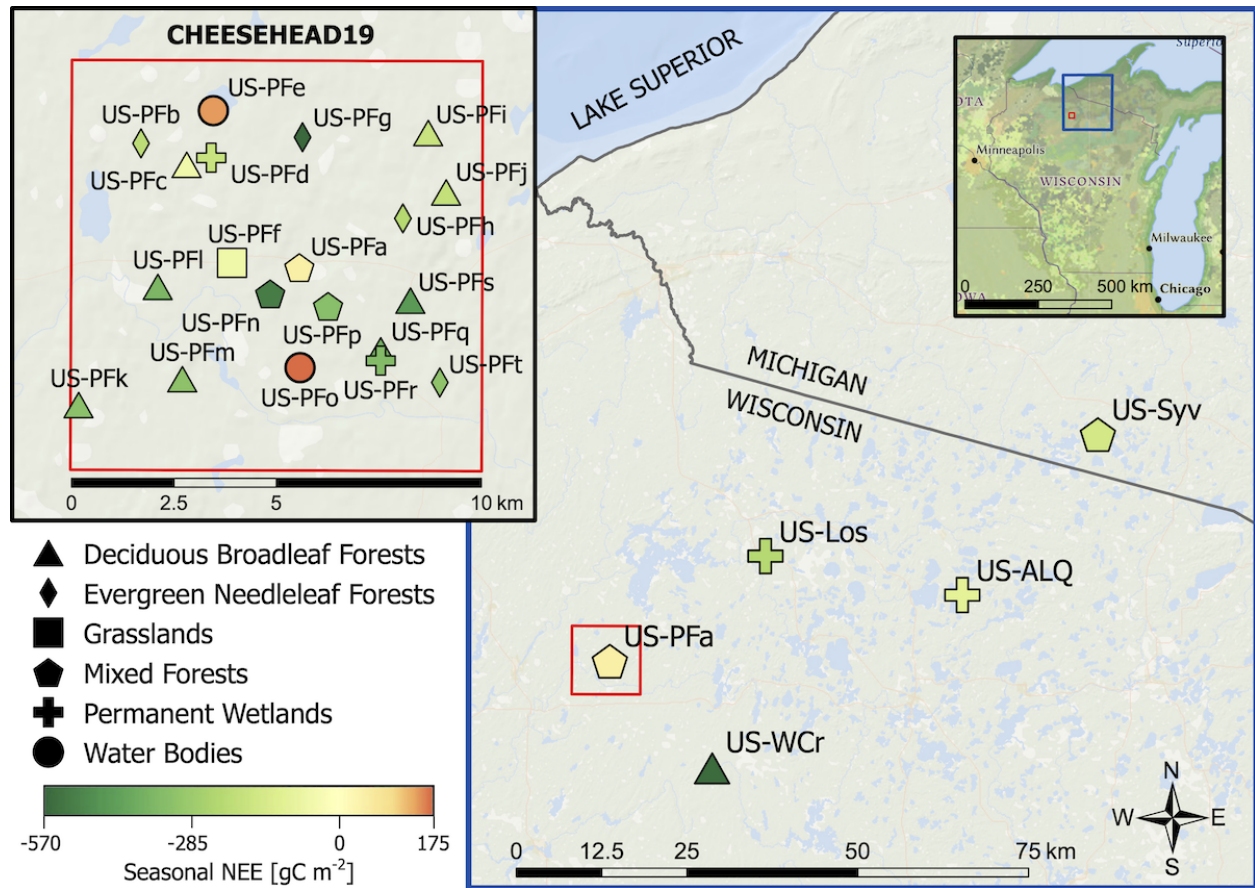 CHEESEHEAD19
US-PFe
US-PFb
US-PFg
US-PFi
US-PFc
US-PFd
US-PFj
US-PFh
US-PFf
US-PFa
US-PFl
US-PFs
US-PFn
US-PFp
US-PFq
US-PFm
US-PFt
US-PFk
US-PFo
US-PFr
0 2.5 5 10 km
LAKE SUPERIOR
MICHIGAN
WISCONSIN
US-Syv
US-Los
US-ALQ
US-PFa
US-WCr
0 12.5 25 50 75 km
N
W E
S
Superio
OTA
Minneapolis
WISCONSIN
Milwaukee
0 250 500 km
OWA
Chicago
Deciduous Broadleaf Forests
Evergreen Needleleaf Forests
Grasslands
Mixed Forests
Permanent Wetlands
Water Bodies
-570 -285 0 175
Seasonal NEE [gC m⁻²]